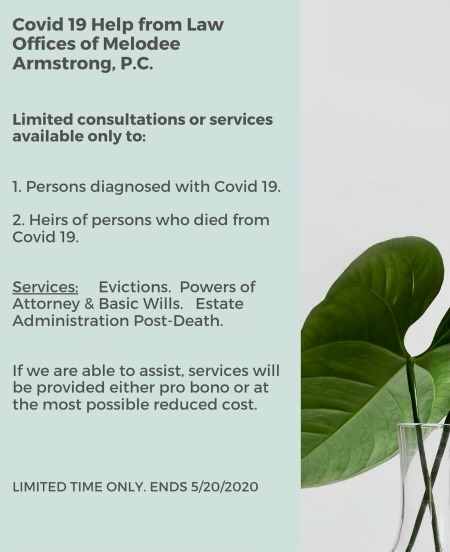 Covid 19 Help from Law
Offices of Melodee
Armstrong, P.C.
Limited consultations or services
available only to:
1. Persons diagnosed with Covid 19.
2. Heirs of persons who died from
Covid 19.
Services: Evictions. Powers of
Attorney & Basic Wills. Estate
Administration Post-Death.
If we are able to assist, services will
be provided either pro bono or at
the most possible reduced cost.
LIMITED TIME ONLY. ENDS 5/20/2020